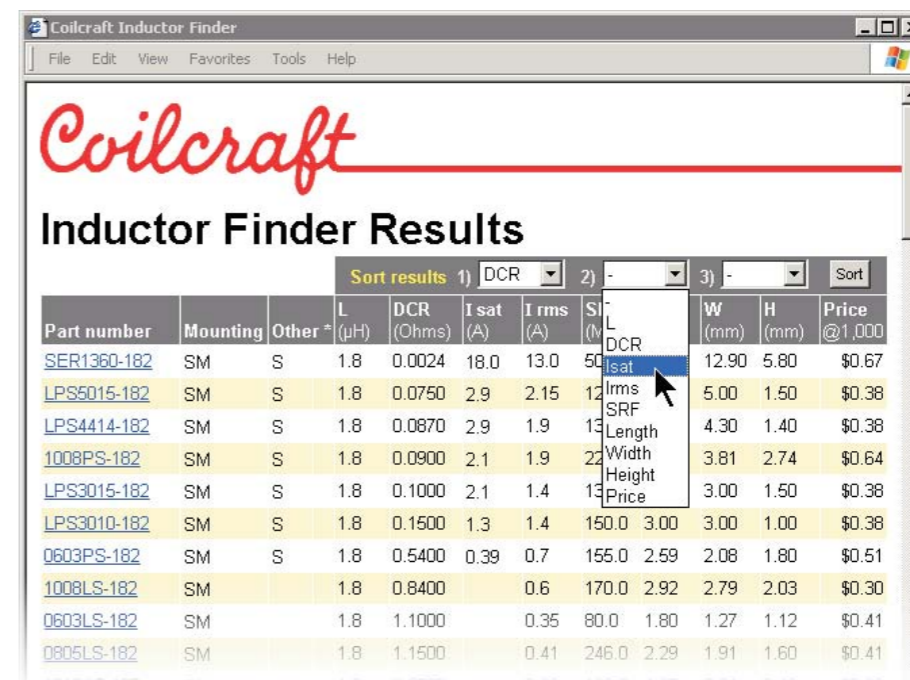 Coilcraft Inductor Finder
File Edit View Favorites Tools Help
Coilcraft
Inductor Finder Results
Sort results 1) DCR 2) - 3) - Sort
Part number Mounting Other * L (µH) DCR (Ohms) I sat (A) I rms (A) W (mm) H (mm) Price @1,000
-
L
DCR
Isat
Irms
SRF
Length
Width
Height
Price
SER1360-182 SM S 1.8 0.0024 18.0 13.0 50 12.90 5.80 $0.67
LPS5015-182 SM S 1.8 0.0750 2.9 2.15 12 5.00 1.50 $0.38
LPS4414-182 SM S 1.8 0.0870 2.9 1.9 13 4.30 1.40 $0.38
1008PS-182 SM S 1.8 0.0900 2.1 1.9 22 3.81 2.74 $0.64
LPS3015-182 SM S 1.8 0.1000 2.1 1.4 13 3.00 1.50 $0.38
LPS3010-182 SM S 1.8 0.1500 1.3 1.4 150.0 3.00 3.00 1.00 $0.38
0603PS-182 SM S 1.8 0.5400 0.39 0.7 155.0 2.59 2.08 1.80 $0.51
1008LS-182 SM 1.8 0.8400 0.6 170.0 2.92 2.79 2.03 $0.30
0603LS-182 SM 1.8 1.1000 0.35 80.0 1.80 1.27 1.12 $0.41
0805LS-182 SM 1.8 1.1500 0.41 246.0 2.29 1.91 1.60 $0.41